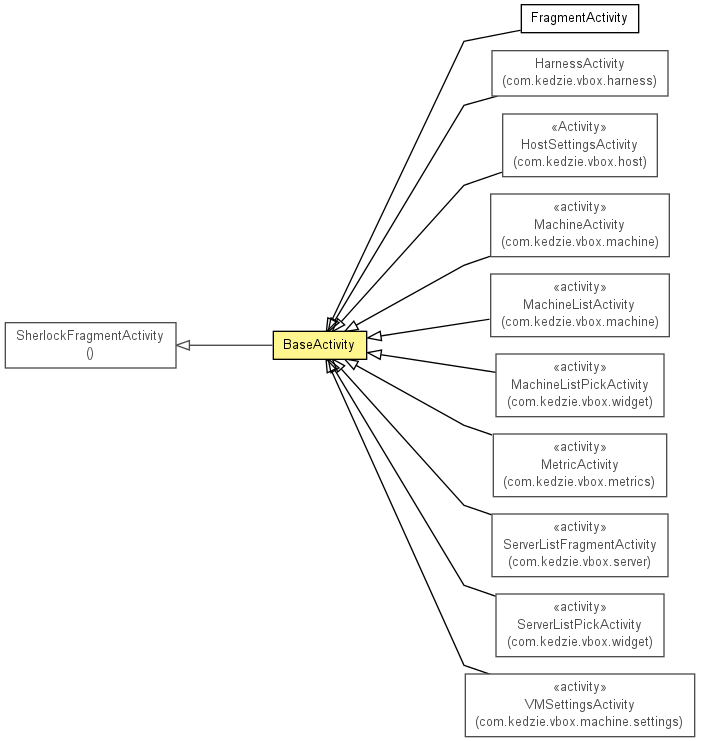 FragmentActivity
HarnessActivity
(com.kedzie.vbox.harness)
«Activity»
HostSettingsActivity
(com.kedzie.vbox.host)
«activity»
MachineActivity
(com.kedzie.vbox.machine)
«activity»
MachineListActivity
(com.kedzie.vbox.machine)
SherlockFragmentActivity
()
BaseActivity
«activity»
MachineListPickActivity
(com.kedzie.vbox.widget)
«activity»
MetricActivity
(com.kedzie.vbox.metrics)
«activity»
ServerListFragmentActivity
(com.kedzie.vbox.server)
«activity»
ServerListPickActivity
(com.kedzie.vbox.widget)
«activity»
VMSettingsActivity
(com.kedzie.vbox.machine.settings)